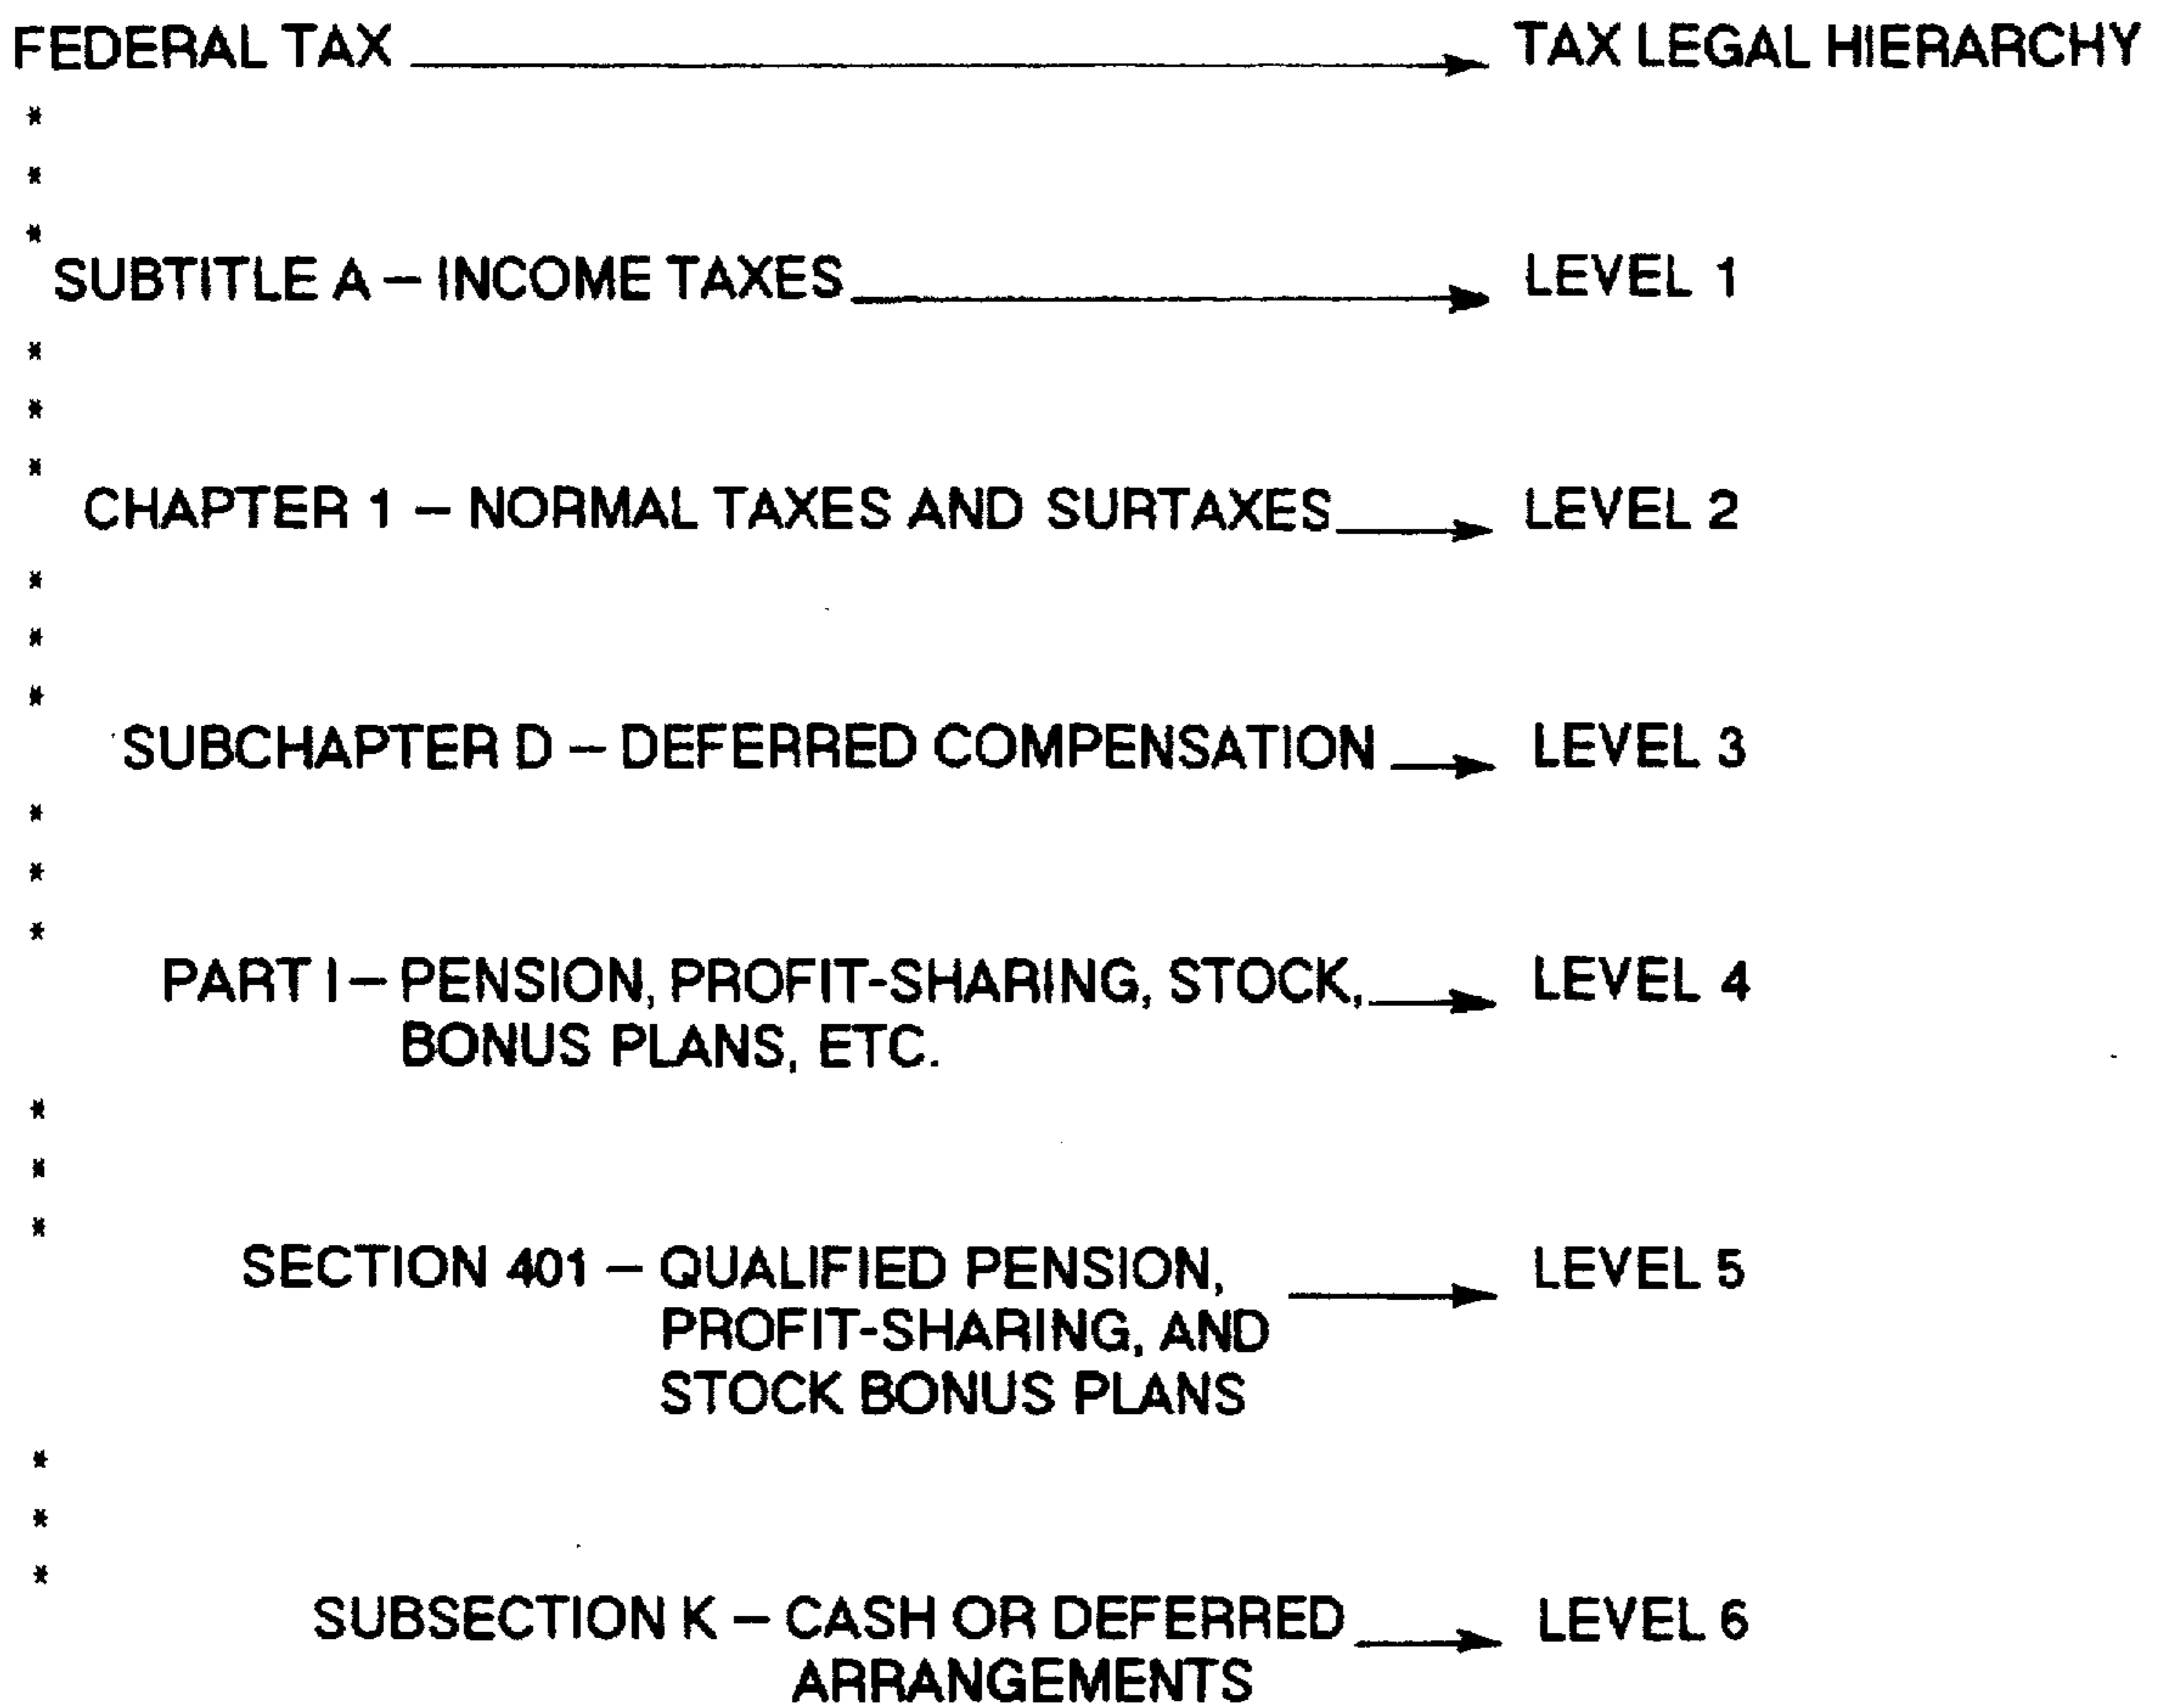 FEDERAL TAX TAX LEGAL HIERARCHY
*
*
*
SUBTITLE A – INCOME TAXES LEVEL 1
*
*
*
CHAPTER 1 – NORMAL TAXES AND SURTAXES LEVEL 2
*
*
*
SUBCHAPTER D – DEFERRED COMPENSATION LEVEL 3
*
*
*
PART I – PENSION, PROFIT-SHARING, STOCK, LEVEL 4
BONUS PLANS, ETC.
*
*
*
SECTION 401 – QUALIFIED PENSION, LEVEL 5
PROFIT-SHARING, AND
STOCK BONUS PLANS
*
*
*
SUBSECTION K – CASH OR DEFERRED LEVEL 6
ARRANGEMENTS